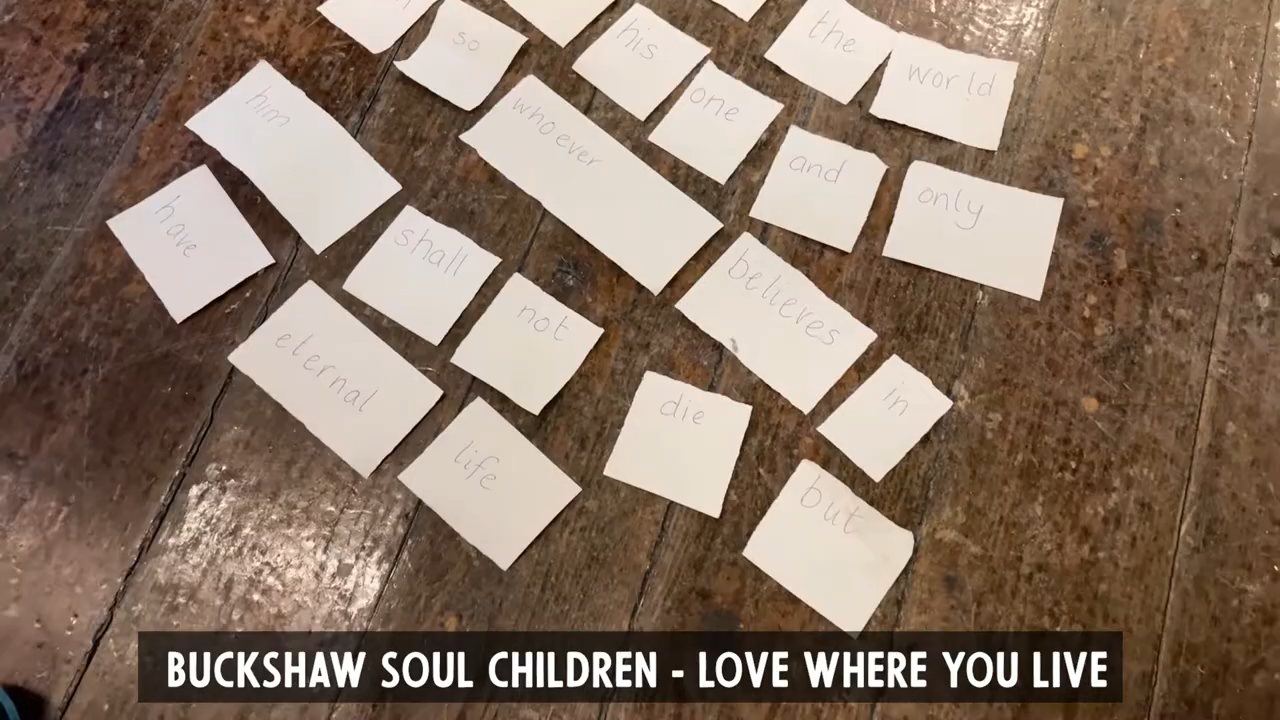 so
his
the
world
him
whoever
one
and
only
have
shall
not
believes
eternal
life
die
in
but
BUCKSHAW SOUL CHILDREN - LOVE WHERE YOU LIVE